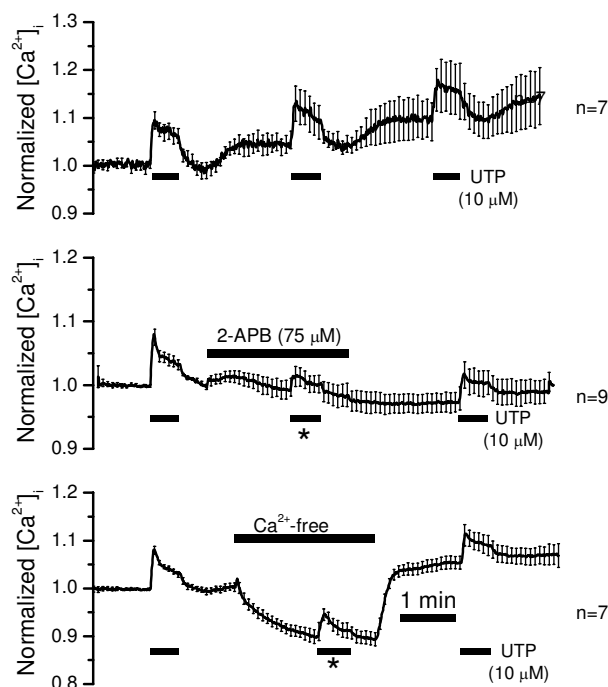 1.3
1.2
1.1
1.0
0.9
Normalized [Ca2+]i
n=7
UTP
(10 μM)
1.2
1.1
1.0
0.9
Normalized [Ca2+]i
2-APB (75 μM)
*
n=9
UTP
(10 μM)
1.2
1.1
1.0
0.9
0.8
Normalized [Ca2+]i
Ca2+-free
1 min
*
n=7
UTP
(10 μM)